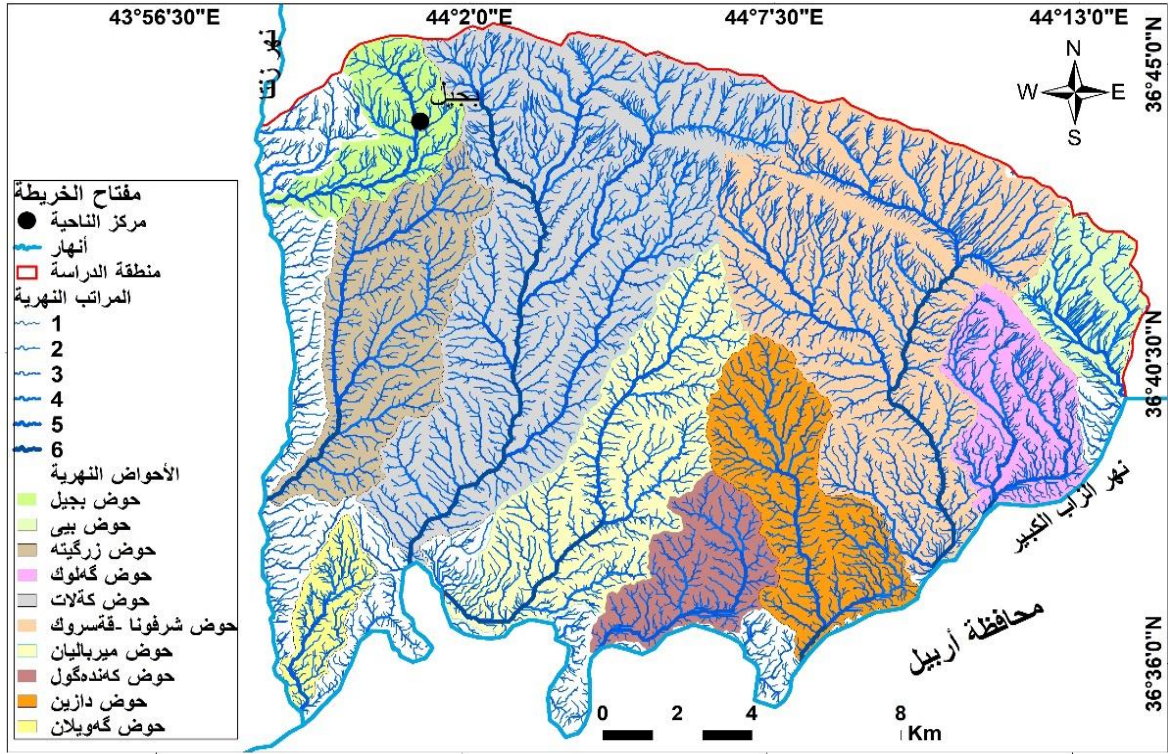 43°56'30"E 44°2'0"E 44°7'30"E 44°13'0"E
36°45'0"N
36°40'30"N
36°36'0"N
N
W E
S
بجيل
مفتاح الخريطة
مركز الناحية
أنهار
منطقة الدراسة
المراتب النهرية
1
2
3
4
5
6
الأحواض النهرية
حوض بجيل
حوض بيى
حوض زرگيته
حوض گەلوك
حوض كةلات
حوض شرفونا -قةسروك
حوض ميرباليان
حوض كەندەگول
حوض دازين
حوض گەويلان
نهر الزاب الكبير
محافظة أربيل
0 2 4 8
Km